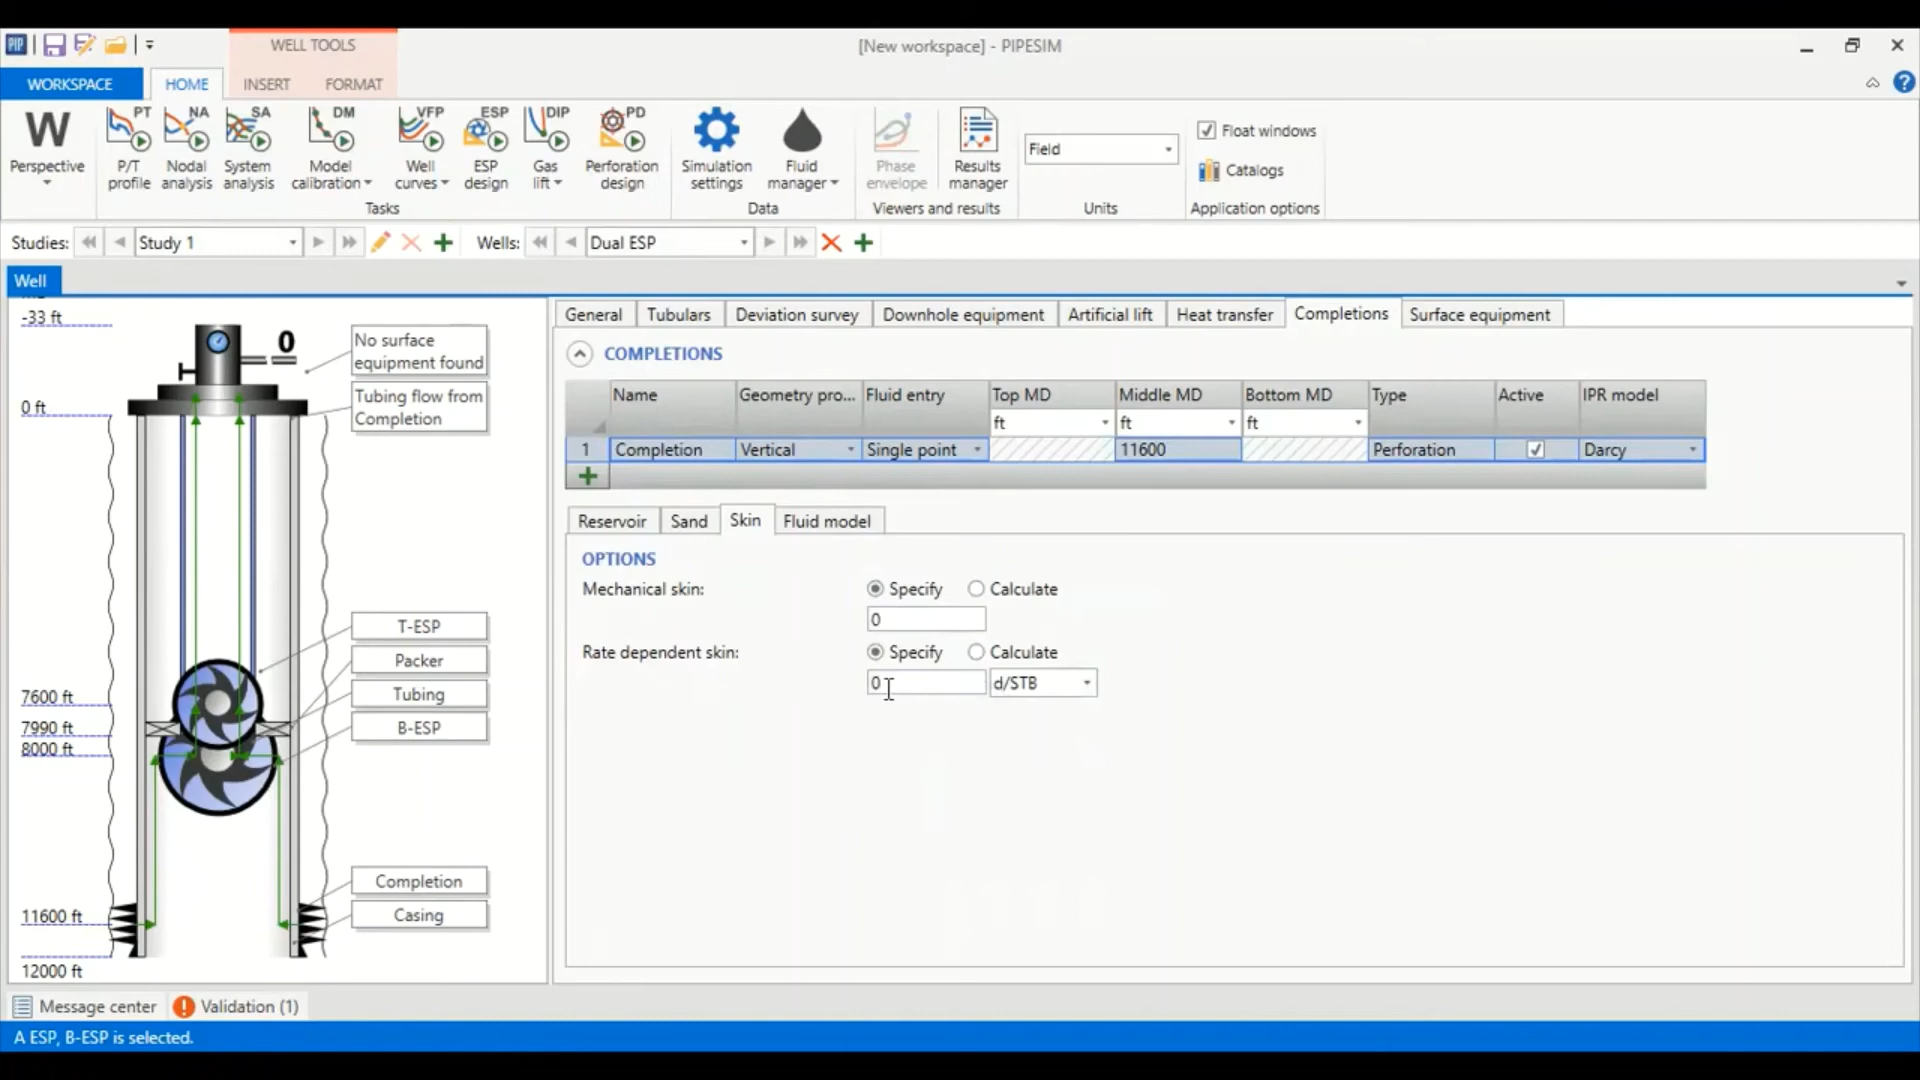 PIP
WELL TOOLS
[New workspace] - PIPESIM
WORKSPACE
HOME
INSERT
FORMAT
W
Perspective
PT
P/T
profile
NA
Nodal
analysis
SA
System
analysis
DM
Model
calibration
VFP
Well
curves
ESP
ESP
design
DIP
Gas
lift
PD
Perforation
design
Tasks
Simulation
settings
Fluid
manager
Data
Phase
envelope
Results
manager
Viewers and results
Field
Units
Float windows
Catalogs
Application options
Studies:
Study 1
Wells:
Dual ESP
Well
-33 ft
0 ft
7600 ft
7990 ft
8000 ft
11600 ft
12000 ft
0
No surface
equipment found
Tubing flow from
Completion
T-ESP
Packer
Tubing
B-ESP
Completion
Casing
General
Tubulars
Deviation survey
Downhole equipment
Artificial lift
Heat transfer
Completions
Surface equipment
COMPLETIONS
Name
Geometry pro...
Fluid entry
Top MD
Middle MD
Bottom MD
Type
Active
IPR model
ft
ft
ft
1
Completion
Vertical
Single point
11600
Perforation
Darcy
Reservoir
Sand
Skin
Fluid model
OPTIONS
Mechanical skin:
Specify
Calculate
0
Rate dependent skin:
Specify
Calculate
0
d/STB
Message center
Validation (1)
A ESP, B-ESP is selected.